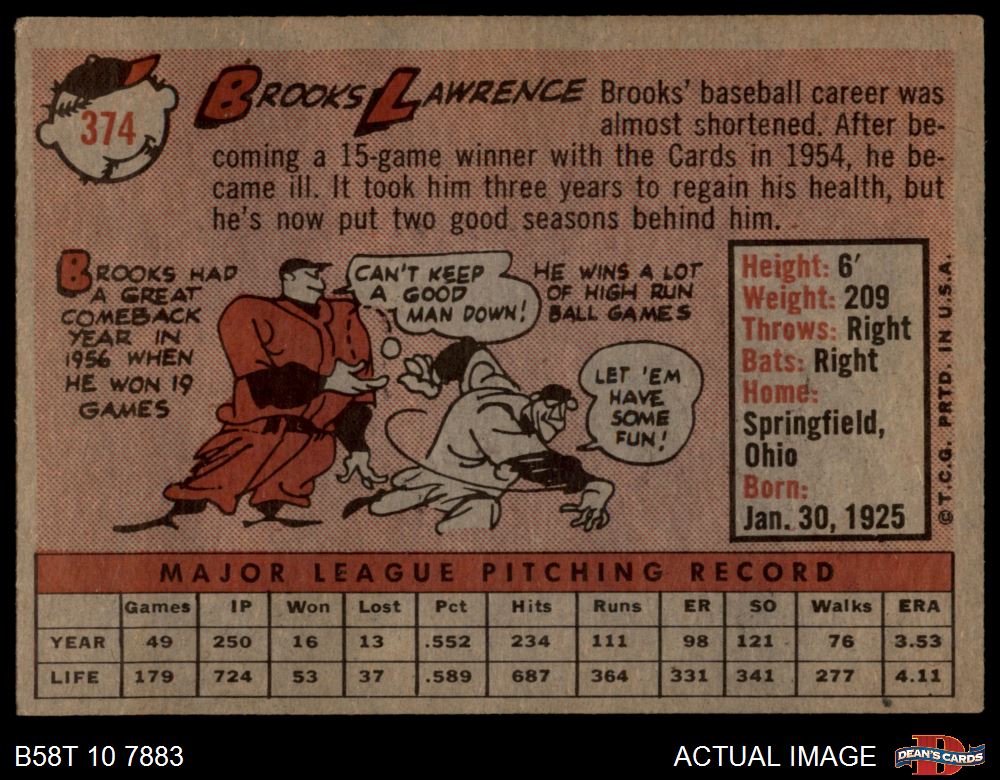 374
BROOKS LAWRENCE
Brooks' baseball career was
almost shortened. After be-
coming a 15-game winner with the Cards in 1954, he be-
came ill. It took him three years to regain his health, but
he's now put two good seasons behind him.
BROOKS HAD
A GREAT
COMEBACK
YEAR IN
1956 WHEN
HE WON 19
GAMES
CAN'T KEEP
A GOOD
MAN DOWN!
HE WINS A LOT
OF HIGH RUN
BALL GAMES
LET 'EM
HAVE
SOME
FUN!
Height: 6'
Weight: 209
Throws: Right
Bats: Right
Home:
Springfield,
Ohio
Born:
Jan. 30, 1925
© T.C.G. PRTD. IN U.S.A.
MAJOR LEAGUE PITCHING RECORD
Games IP Won Lost Pct Hits Runs ER SO Walks ERA
YEAR 49 250 16 13 .552 234 111 98 121 76 3.53
LIFE 179 724 53 37 .589 687 364 331 341 277 4.11
B58T 10 7883
ACTUAL IMAGE
D
DEAN'S CARDS